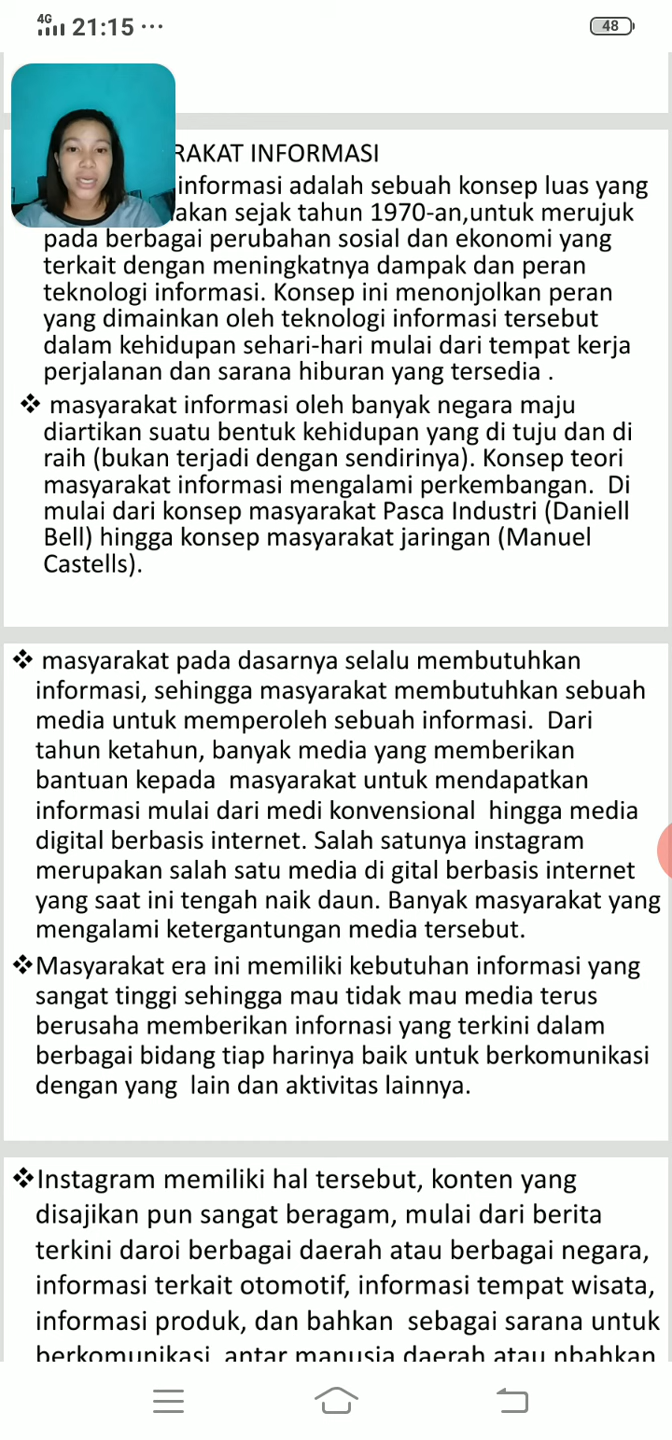 4G 21:15 ... 48
RAKAT INFORMASI
informasi adalah sebuah konsep luas yang
akan sejak tahun 1970-an,untuk merujuk
pada berbagai perubahan sosial dan ekonomi yang
terkait dengan meningkatnya dampak dan peran
teknologi informasi. Konsep ini menonjolkan peran
yang dimainkan oleh teknologi informasi tersebut
dalam kehidupan sehari-hari mulai dari tempat kerja
perjalanan dan sarana hiburan yang tersedia .
❖ masyarakat informasi oleh banyak negara maju
diartikan suatu bentuk kehidupan yang di tuju dan di
raih (bukan terjadi dengan sendirinya). Konsep teori
masyarakat informasi mengalami perkembangan. Di
mulai dari konsep masyarakat Pasca Industri (Daniell
Bell) hingga konsep masyarakat jaringan (Manuel
Castells).
❖ masyarakat pada dasarnya selalu membutuhkan
informasi, sehingga masyarakat membutuhkan sebuah
media untuk memperoleh sebuah informasi. Dari
tahun ketahun, banyak media yang memberikan
bantuan kepada masyarakat untuk mendapatkan
informasi mulai dari medi konvensional hingga media
digital berbasis internet. Salah satunya instagram
merupakan salah satu media di gital berbasis internet
yang saat ini tengah naik daun. Banyak masyarakat yang
mengalami ketergantungan media tersebut.
❖Masyarakat era ini memiliki kebutuhan informasi yang
sangat tinggi sehingga mau tidak mau media terus
berusaha memberikan infornasi yang terkini dalam
berbagai bidang tiap harinya baik untuk berkomunikasi
dengan yang lain dan aktivitas lainnya.
❖Instagram memiliki hal tersebut, konten yang
disajikan pun sangat beragam, mulai dari berita
terkini daroi berbagai daerah atau berbagai negara,
informasi terkait otomotif, informasi tempat wisata,
informasi produk, dan bahkan sebagai sarana untuk
berkomunikasi antar manusia daerah atau nbahkan